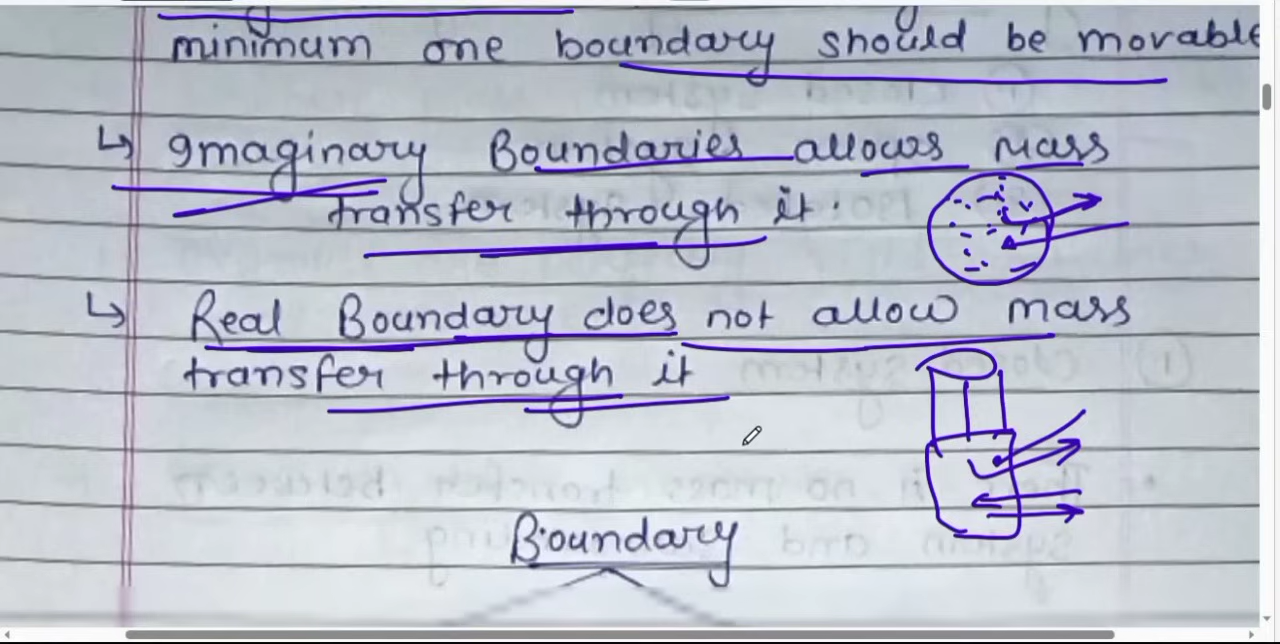 minimum one boundary should be movable
↳ Imaginary Boundaries allows Mass
transfer through it.
↳ Real Boundary does not allow mass
transfer through it
Boundary